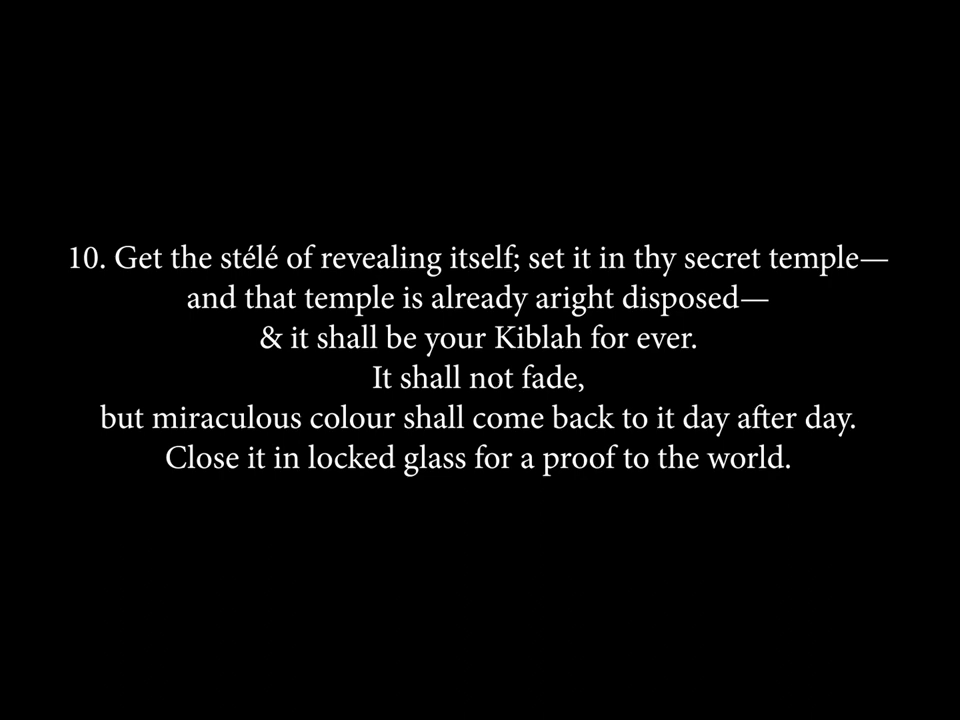 10. Get the stélé of revealing itself; set it in thy secret temple—
and that temple is already aright disposed—
& it shall be your Kiblah for ever.
It shall not fade,
but miraculous colour shall come back to it day after day.
Close it in locked glass for a proof to the world.